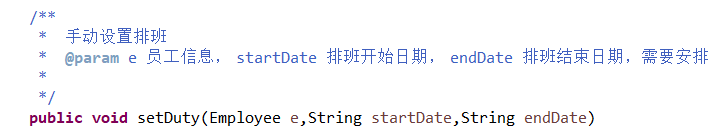 /**
* 手动设置排班
* @param e 员工信息， startDate 排班开始日期， endDate 排班结束日期，需要安排
*
*/
public void setDuty(Employee e,String startDate,String endDate)